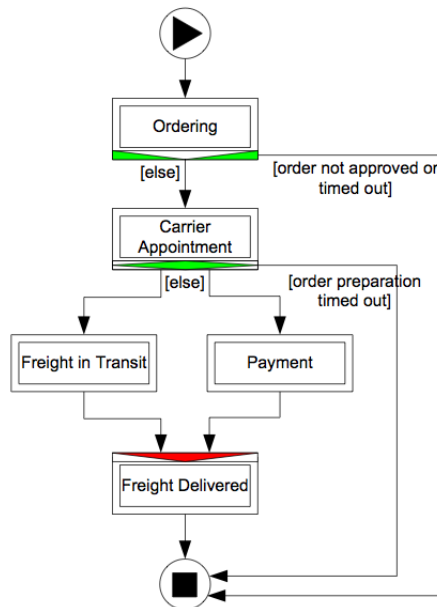 Ordering
[else]
[order not approved or
timed out]
Carrier
Appointment
[else]
[order preparation
timed out]
Freight in Transit
Payment
Freight Delivered